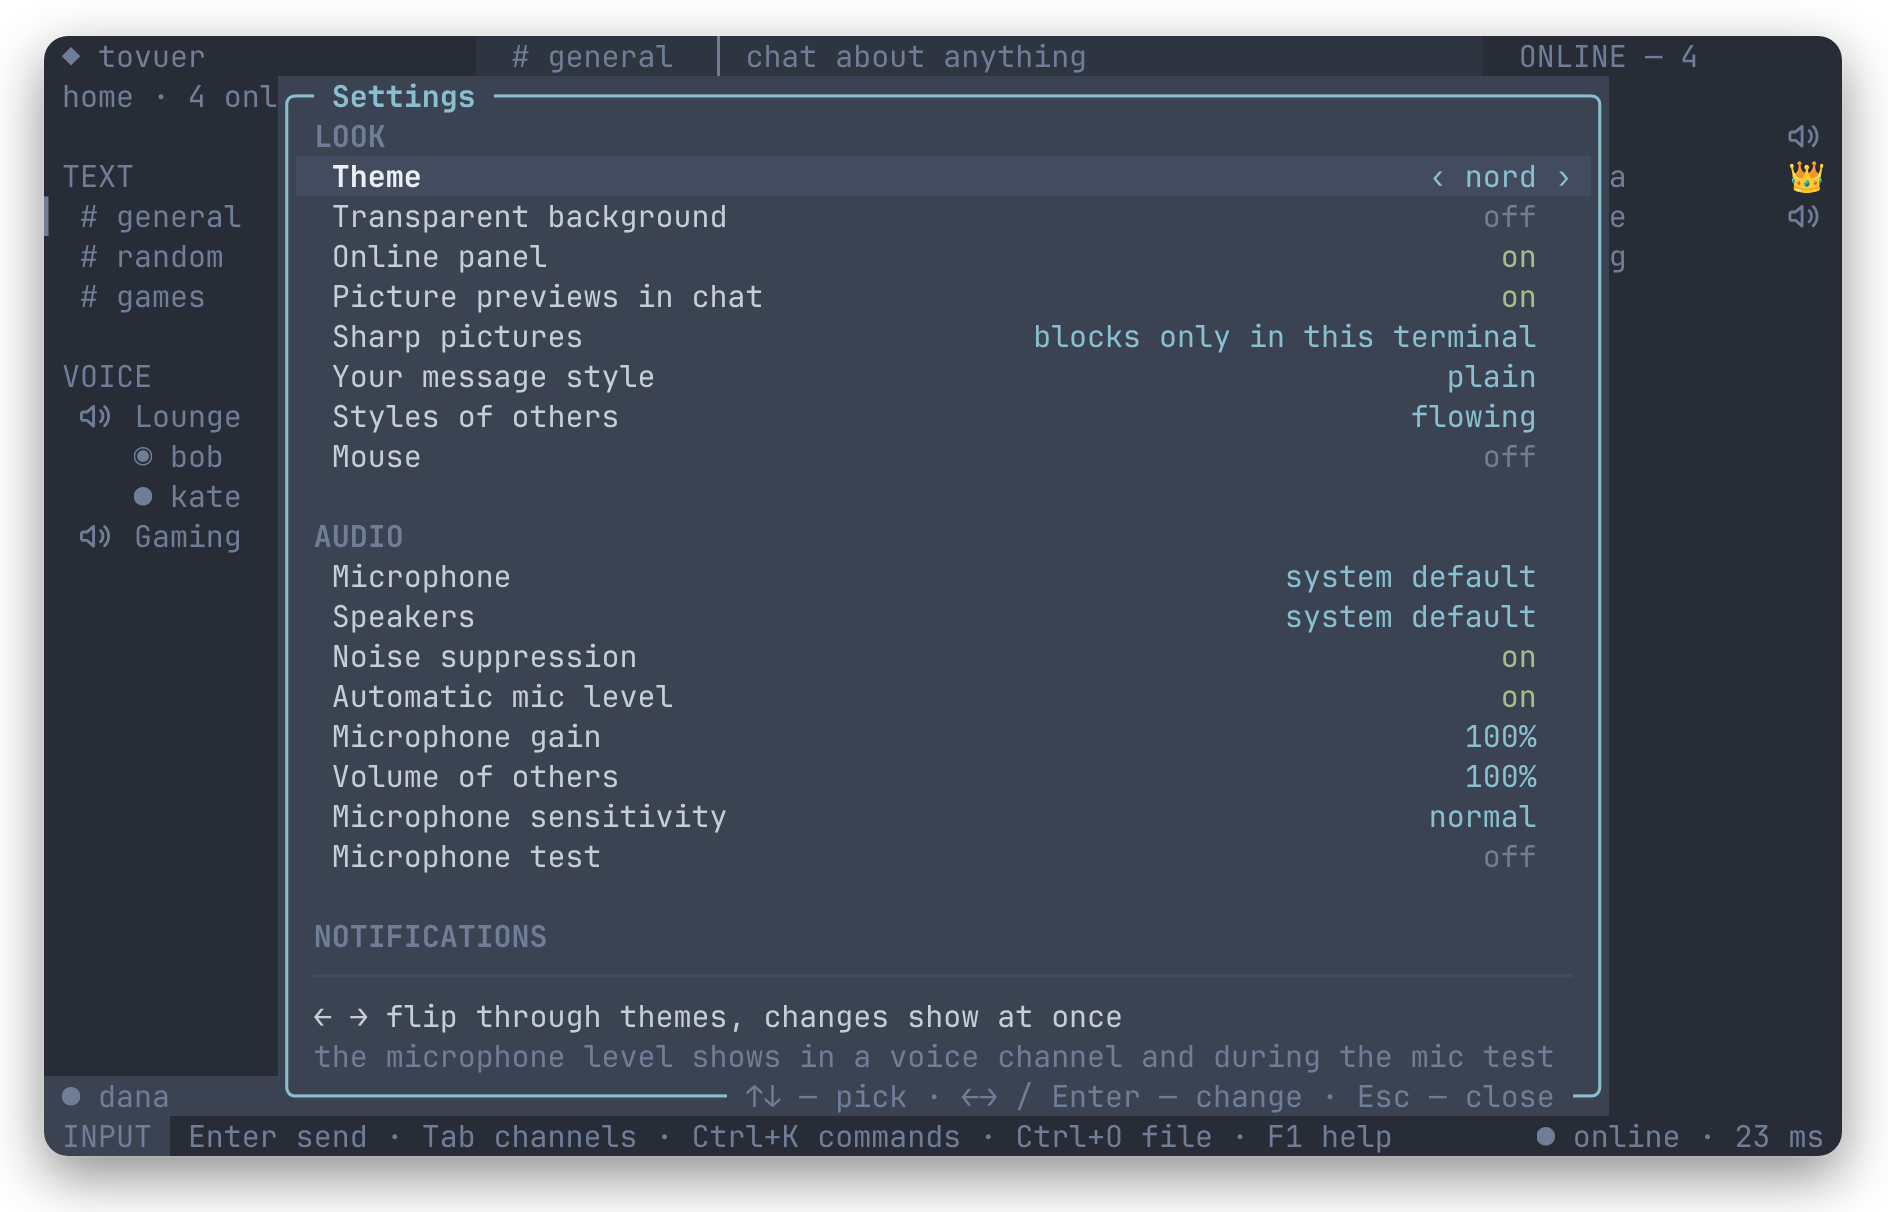 ◆ tovuer
# general │ chat about anything
ONLINE — 4
home · 4 onl
TEXT
# general
# random
# games
VOICE
Lounge
◉ bob
● kate
Gaming
Settings
LOOK
Theme ‹ nord ›
Transparent background off
Online panel on
Picture previews in chat on
Sharp pictures blocks only in this terminal
Your message style plain
Styles of others flowing
Mouse off
AUDIO
Microphone system default
Speakers system default
Noise suppression on
Automatic mic level on
Microphone gain 100%
Volume of others 100%
Microphone sensitivity normal
Microphone test off
NOTIFICATIONS
← → flip through themes, changes show at once
the microphone level shows in a voice channel and during the mic test
↑↓ — pick · ←→ / Enter — change · Esc — close
a
e
g
● dana
INPUT Enter send · Tab channels · Ctrl+K commands · Ctrl+O file · F1 help ● online · 23 ms